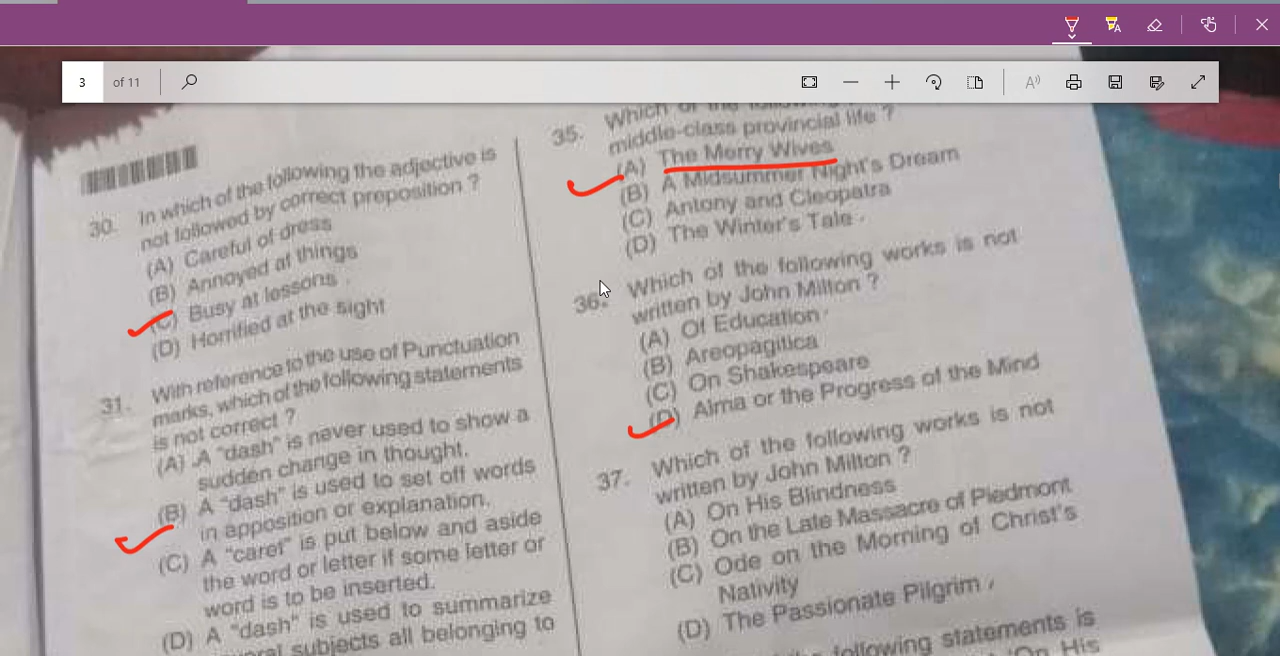 3 of 11
30. In which of the following the adjective is
not followed by correct preposition ?
(A) Careful of dress
(B) Annoyed at things
(C) Busy at lessons
(D) Horrified at the sight
31. With reference to the use of Punctuation
marks, which of the following statements
is not correct ?
(A) A "dash" is never used to show a
sudden change in thought.
(B) A "dash" is used to set off words
in apposition or explanation.
(C) A "caret" is put below and aside
the word or letter if some letter or
word is to be inserted.
(D) A "dash" is used to summarize
subjects all belonging to
35. Which of the following
middle-class provincial life ?
(A) The Merry Wives
(B) A Midsummer Night's Dream
(C) Antony and Cleopatra
(D) The Winter's Tale
36. Which of the following works is not
written by John Milton ?
(A) Of Education
(B) Areopagitica
(C) On Shakespeare
(D) Alma or the Progress of the Mind
37. Which of the following works is not
written by John Milton ?
(A) On His Blindness
(B) On the Late Massacre of Piedmont
(C) Ode on the Morning of Christ's
Nativity
(D) The Passionate Pilgrim
following statements is
'On His